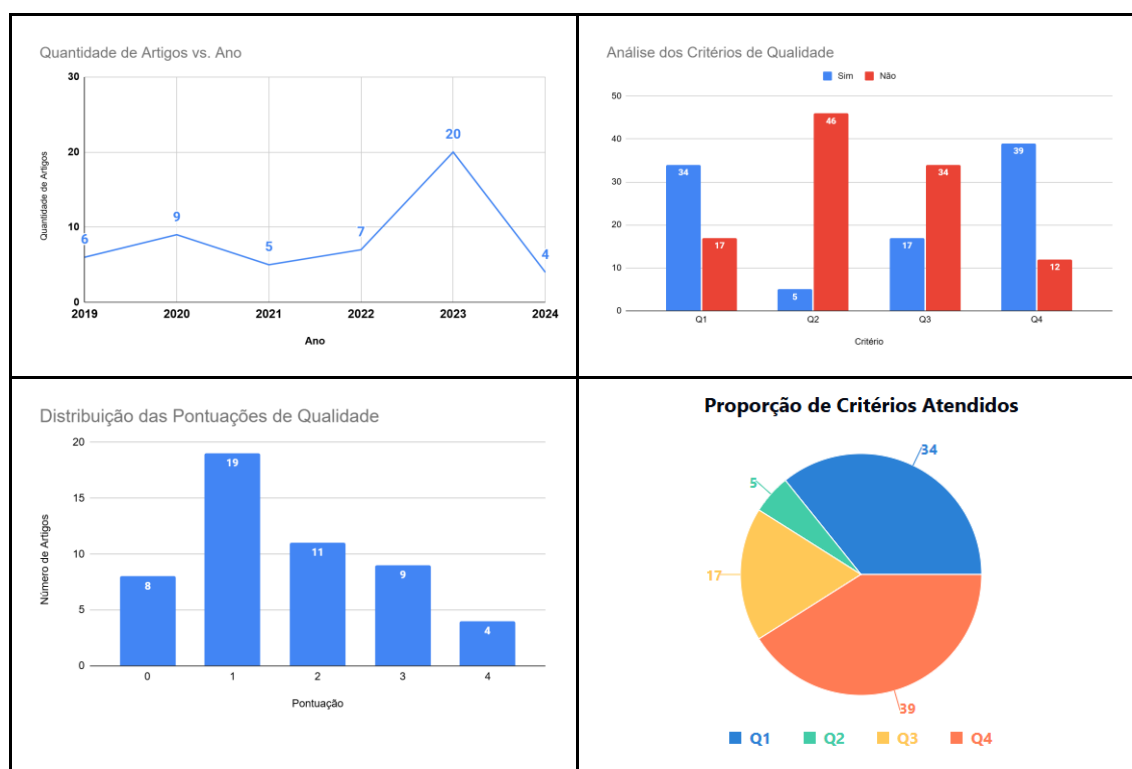 Quantidade de Artigos vs. Ano
Quantidade de Artigos
30
20
10
0
6
9
5
7
20
4
2019 2020 2021 2022 2023 2024
Ano
Análise dos Critérios de Qualidade
Sim Não
50
40
30
20
10
0
34
17
5
46
17
34
39
12
Q1 Q2 Q3 Q4
Critério
Distribuição das Pontuações de Qualidade
Número de Artigos
20
15
10
5
0
8
19
11
9
4
0 1 2 3 4
Pontuação
Proporção de Critérios Atendidos
34
5
17
39
Q1 Q2 Q3 Q4